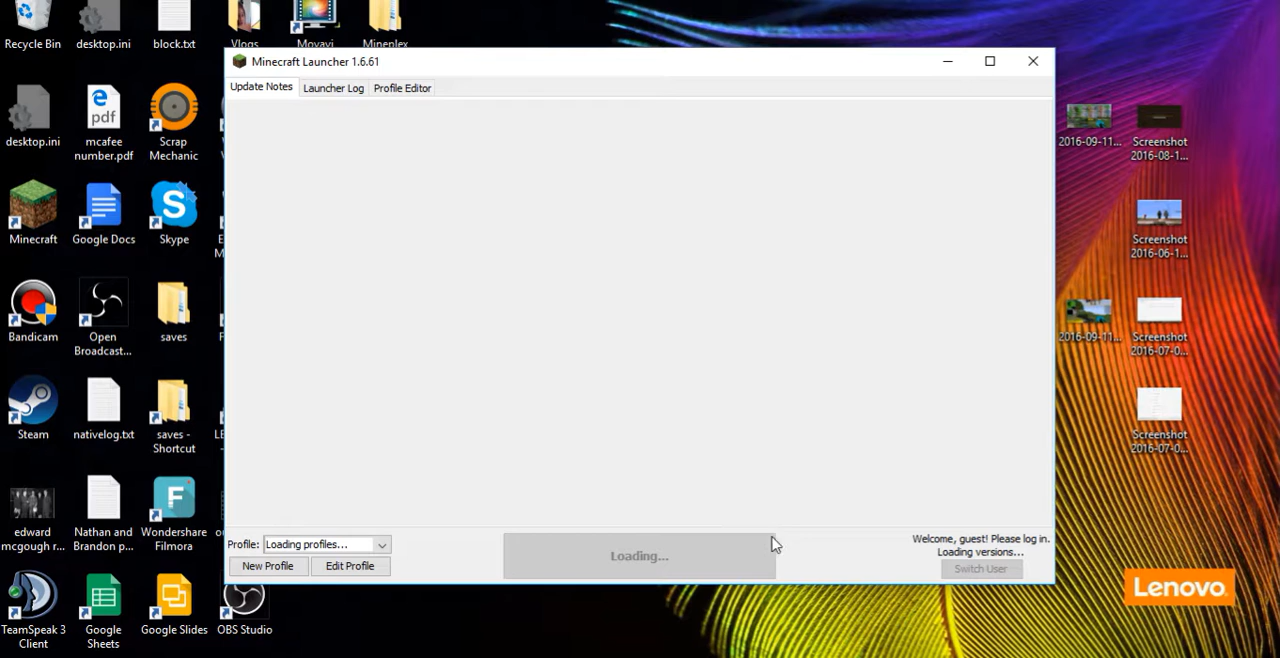 Recycle Bin
desktop.ini
block.txt
Vlogs
Movavi
Mineplex
Minecraft Launcher 1.6.61
Update Notes
Launcher Log
Profile Editor
desktop.ini
pdf
mcafee
number.pdf
Scrap
Mechanic
2016-09-11...
Screenshot
2016-08-1...
Minecraft
Google Docs
Skype
Screenshot
2016-06-1...
Bandicam
Open
Broadcast...
saves
2016-09-11...
Screenshot
2016-07-0...
Steam
nativelog.txt
saves -
Shortcut
Screenshot
2016-07-0...
edward
mcgough r...
Nathan and
Brandon p...
Wondershare
Filmora
Profile:
Loading profiles...
New Profile
Edit Profile
Loading...
Welcome, guest! Please log in.
Loading versions...
Switch User
Lenovo
TeamSpeak 3
Client
Google
Sheets
Google Slides
OBS Studio